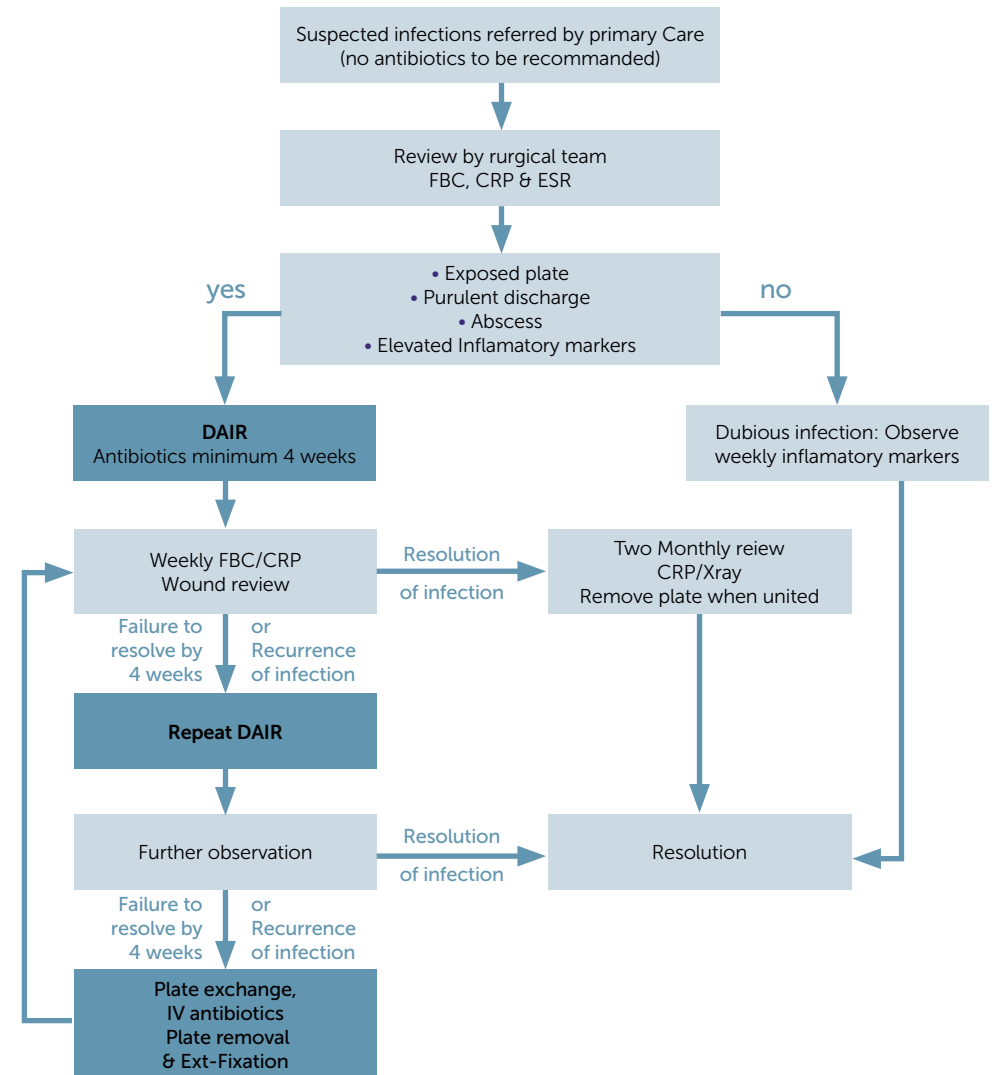 Suspected infections referred by primary Care
(no antibiotics to be recommanded)
Review by rurgical team
FBC, CRP & ESR
• Exposed plate
• Purulent discharge
• Abscess
• Elevated Inflamatory markers
yes
no
DAIR
Antibiotics minimum 4 weeks
Dubious infection: Observe
weekly inflamatory markers
Weekly FBC/CRP
Wound review
Resolution
of infection
Two Monthly reiew
CRP/Xray
Remove plate when united
Failure to
resolve by
4 weeks
or
Recurrence
of infection
Repeat DAIR
Further observation
Resolution
of infection
Resolution
Failure to
resolve by
4 weeks
or
Recurrence
of infection
Plate exchange,
IV antibiotics
Plate removal
& Ext-Fixation